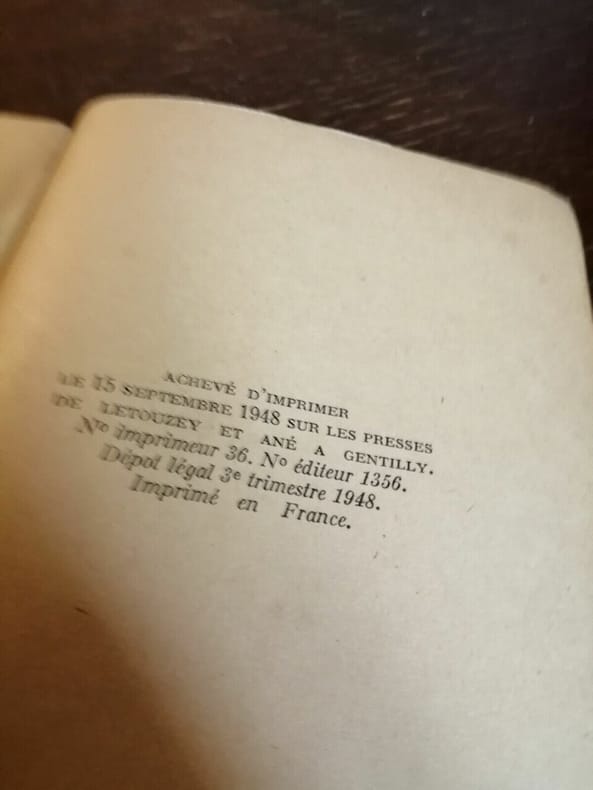 ACHEVÉ D'IMPRIMER
LE 15 SEPTEMBRE 1948 SUR LES PRESSES
DE LETOUZEY ET ANÉ A GENTILLY.
No imprimeur 36. No éditeur 1356.
Dépot légal 3e trimestre 1948.
Imprimé en France.